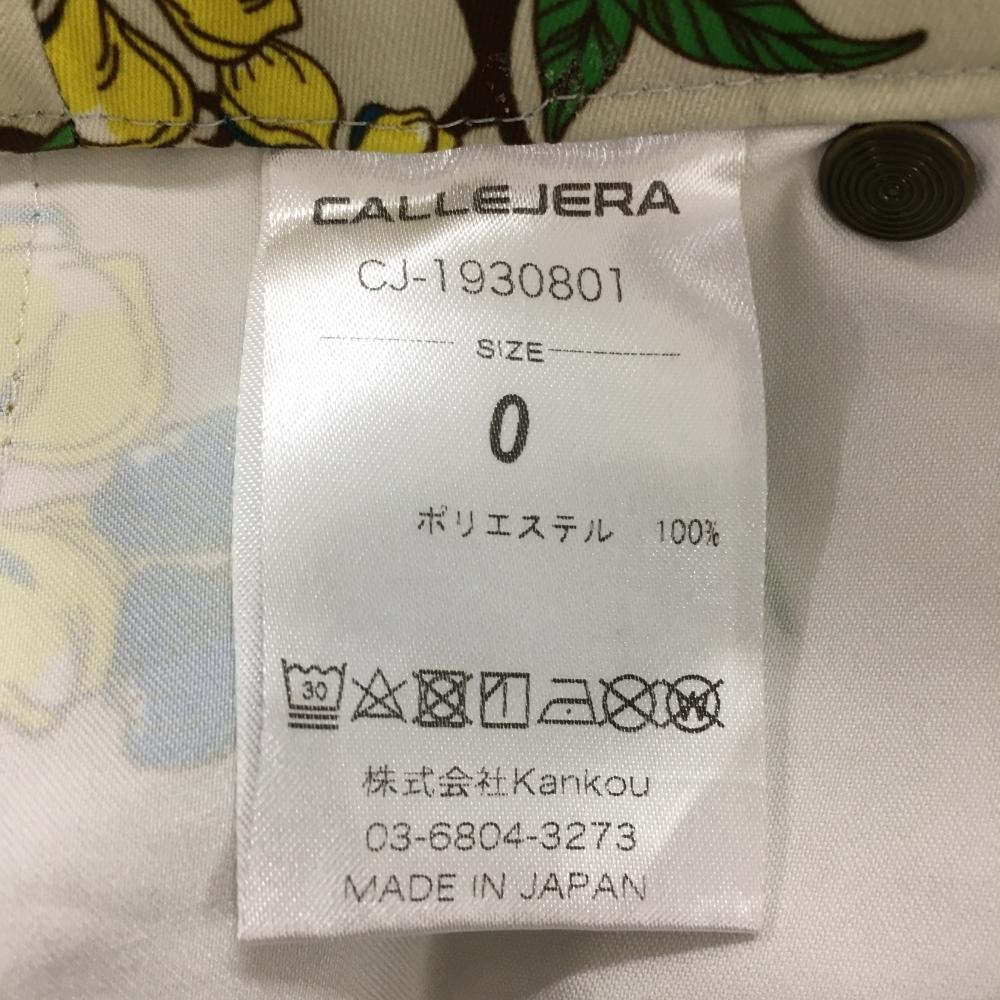 CALLEJERA
CJ-1930801
SIZE
0
ポリエステル 100%
30
W
株式会社Kankou
03-6804-3273
MADE IN JAPAN